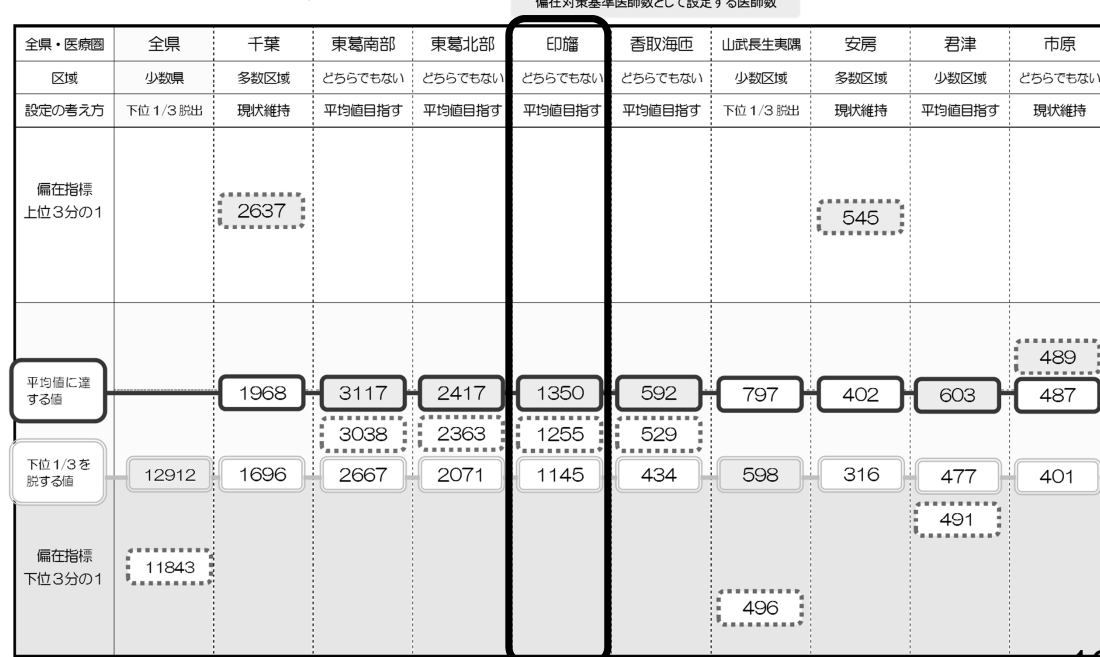 偏在対策基準医師数として設定する医師数
全県・医療圏 全県 千葉 東葛南部 東葛北部 印旛 香取海匝 山武長生夷隅 安房 君津 市原
区域 少数県 多数区域 どちらでもない どちらでもない どちらでもない どちらでもない 少数区域 多数区域 少数区域 どちらでもない
設定の考え方 下位1/3脱出 現状維持 平均値目指す 平均値目指す 平均値目指す 平均値目指す 下位1/3脱出 現状維持 平均値目指す 現状維持
偏在指標
上位3分の1
2637 545
489
平均値に達
する値
1968 3117 2417 1350 592 797 402 603 487
3038 2363 1255 529
下位1/3を
脱する値
12912 1696 2667 2071 1145 434 598 316 477 401
491
偏在指標
下位3分の1
11843
496